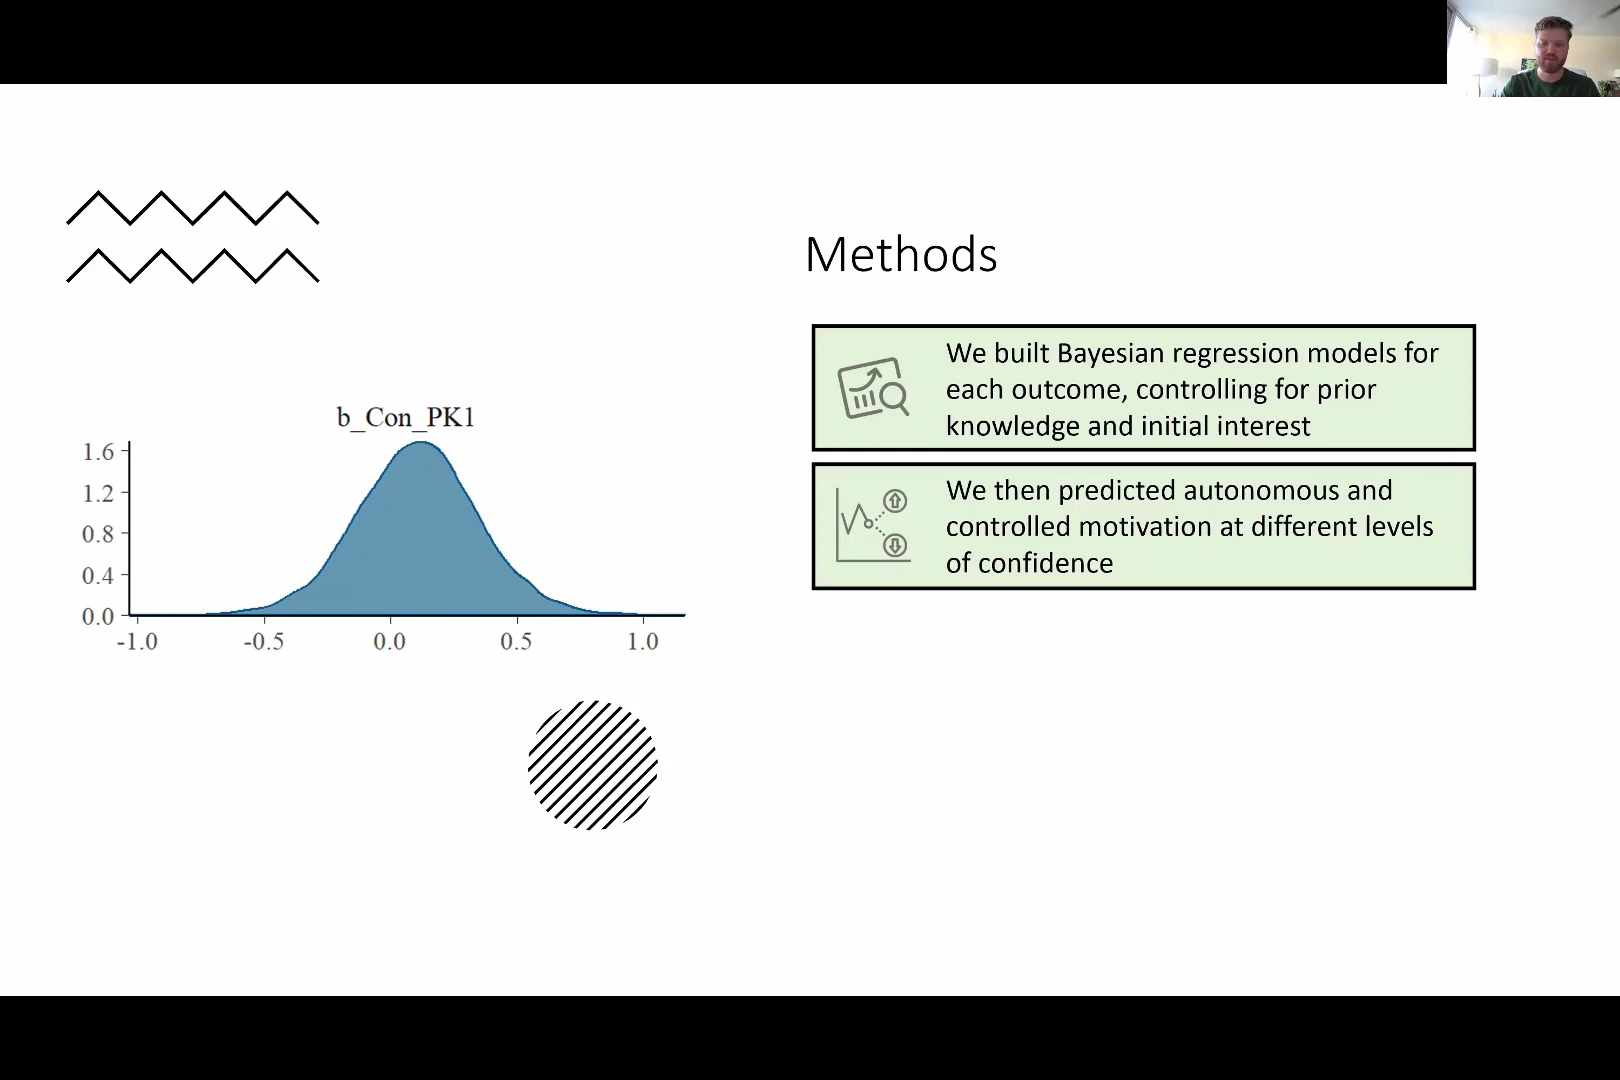 Methods
We built Bayesian regression models for
each outcome, controlling for prior
knowledge and initial interest
We then predicted autonomous and
controlled motivation at different levels
of confidence
b_Con_PK1
1.6
1.2
0.8
0.4
0.0
-1.0 -0.5 0.0 0.5 1.0